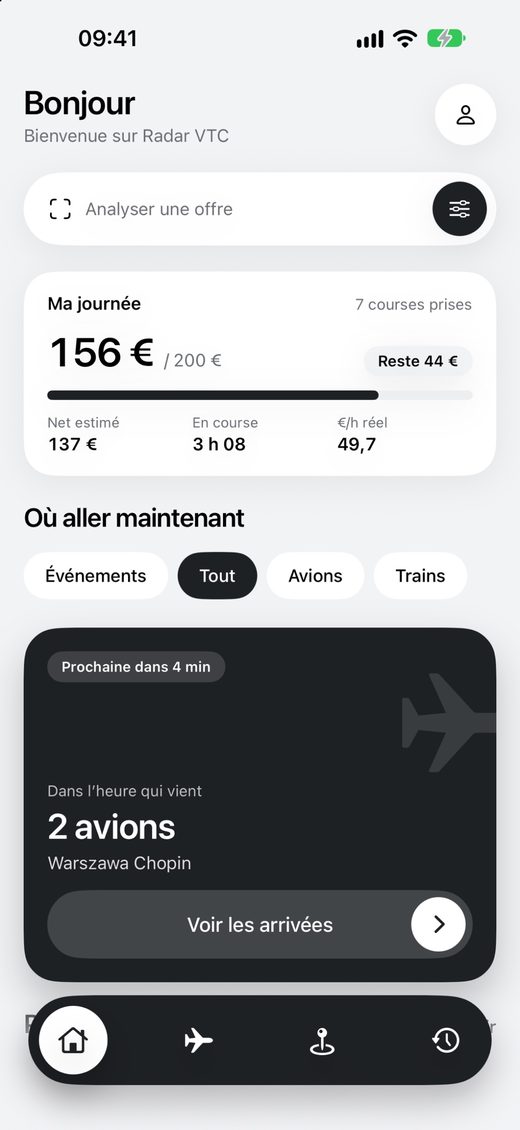 09:41
Bonjour
Bienvenue sur Radar VTC
Analyser une offre
Ma journée
7 courses prises
156 € / 200 €
Reste 44 €
Net estimé
En course
€/h réel
137 €
3 h 08
49,7
Où aller maintenant
Événements
Tout
Avions
Trains
Prochaine dans 4 min
Dans l’heure qui vient
2 avions
Warszawa Chopin
Voir les arrivées